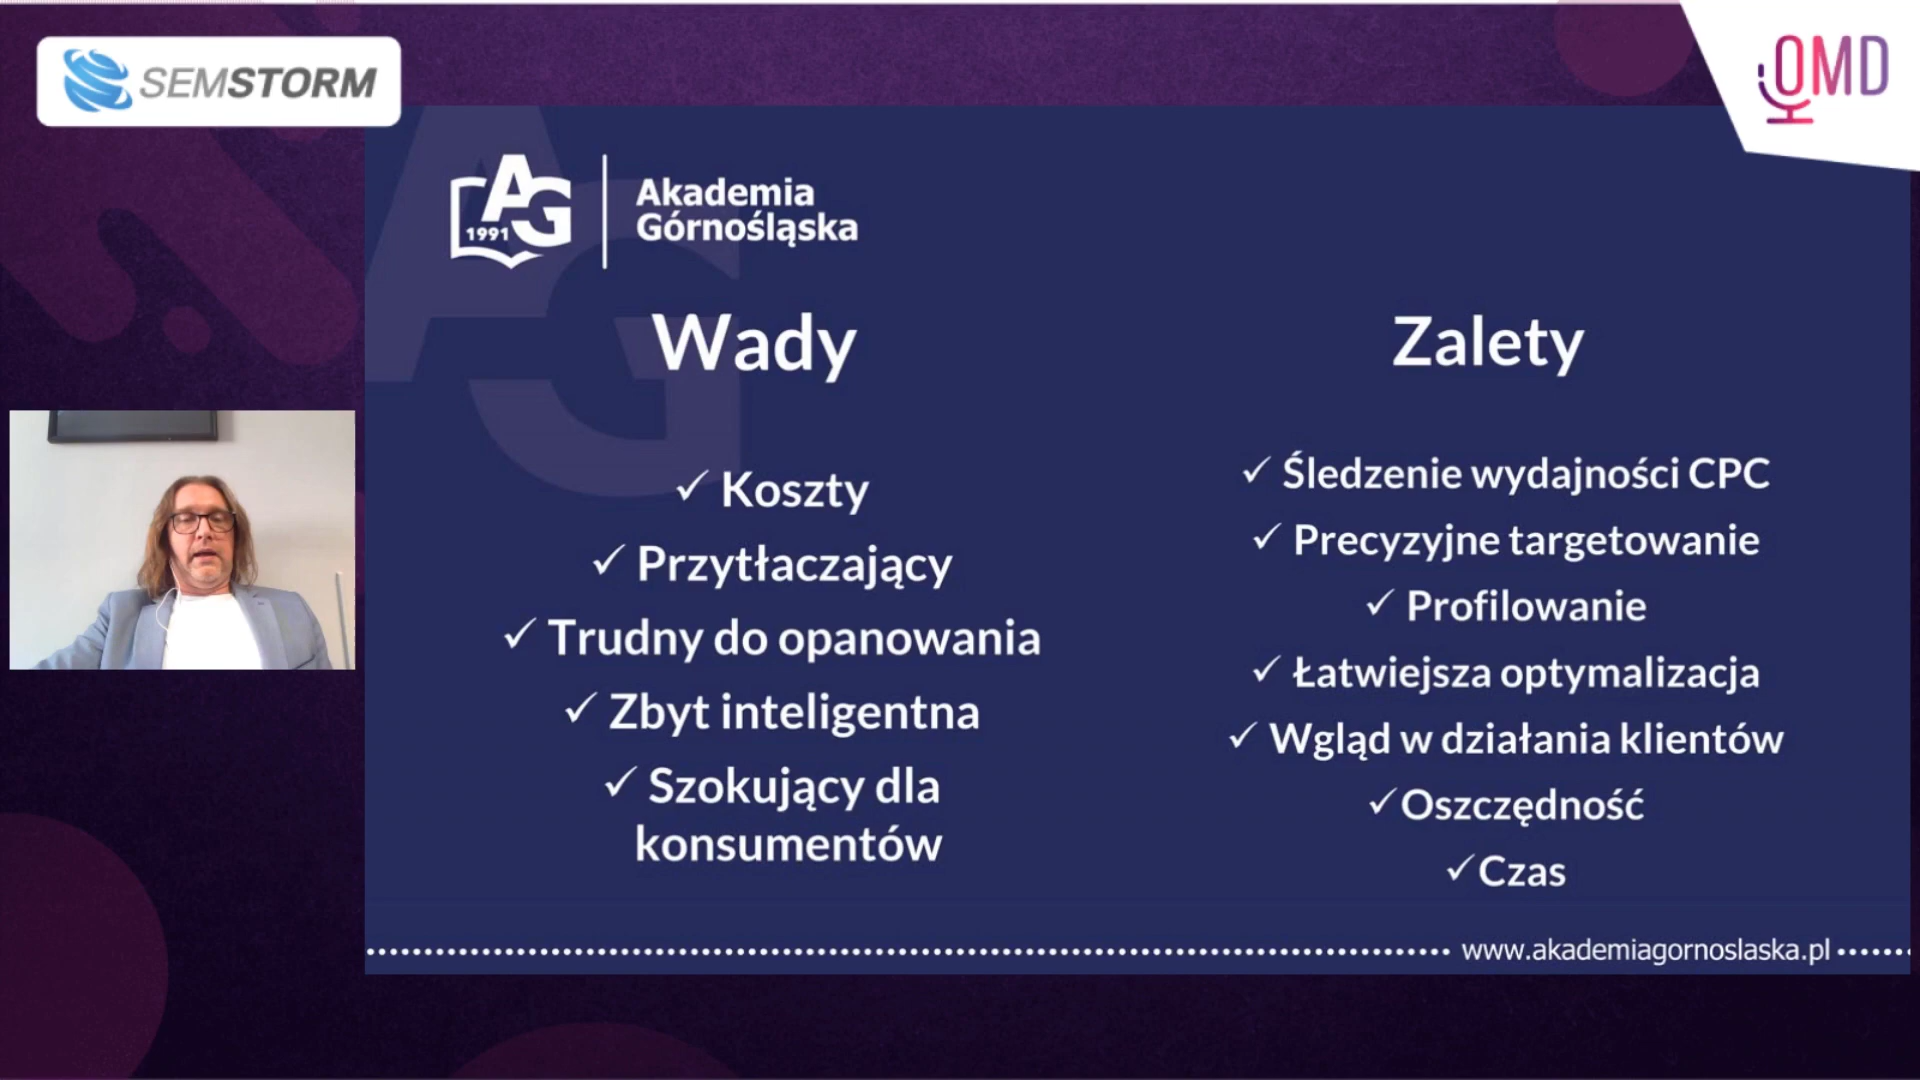 SEMSTORM
OMD
AG
1991
Akademia
Górnośląska
Wady
✓ Koszty
✓ Przytłaczający
✓ Trudny do opanowania
✓ Zbyt inteligentna
✓ Szokujący dla
konsumentów
Zalety
✓ Śledzenie wydajności CPC
✓ Precyzyjne targetowanie
✓ Profilowanie
✓ Łatwiejsza optymalizacja
✓ Wgląd w działania klientów
✓Oszczędność
✓Czas
www.akademiagornoslaska.pl